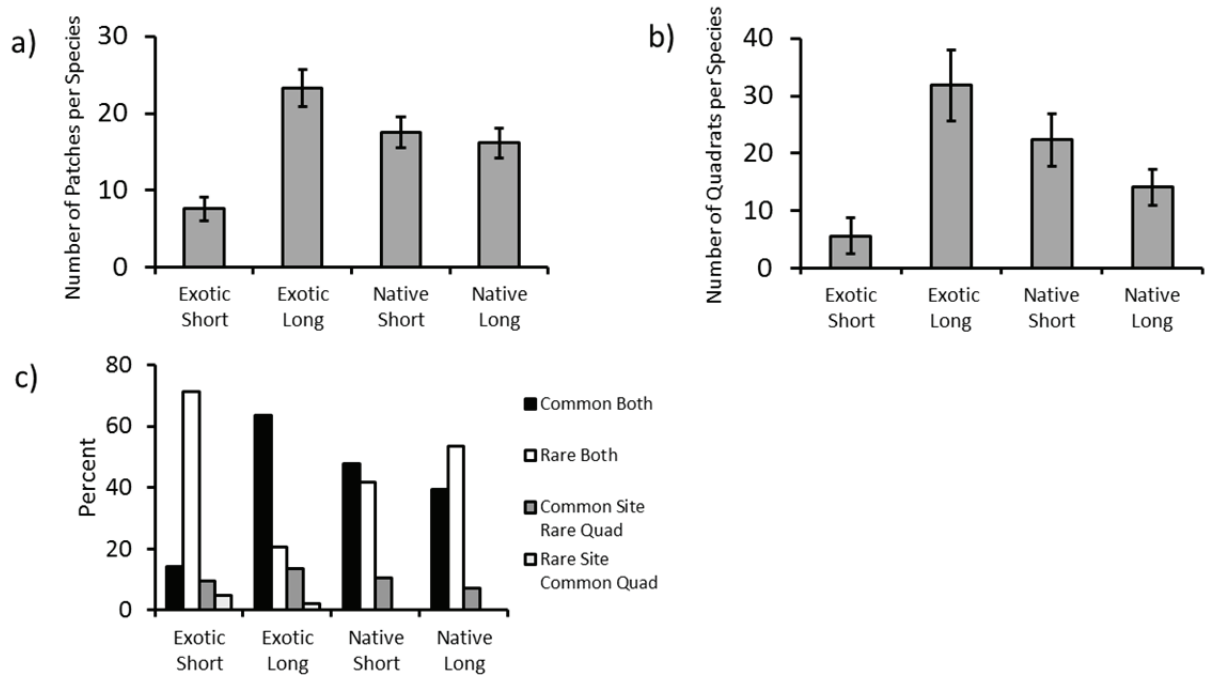 a)
Number of Patches per Species
30
20
10
0
Exotic Short
Exotic Long
Native Short
Native Long
b)
Number of Quadrats per Species
40
30
20
10
0
Exotic Short
Exotic Long
Native Short
Native Long
c)
Percent
80
60
40
20
0
Exotic Short
Exotic Long
Native Short
Native Long
Common Both
Rare Both
Common Site
Rare Quad
Rare Site
Common Quad